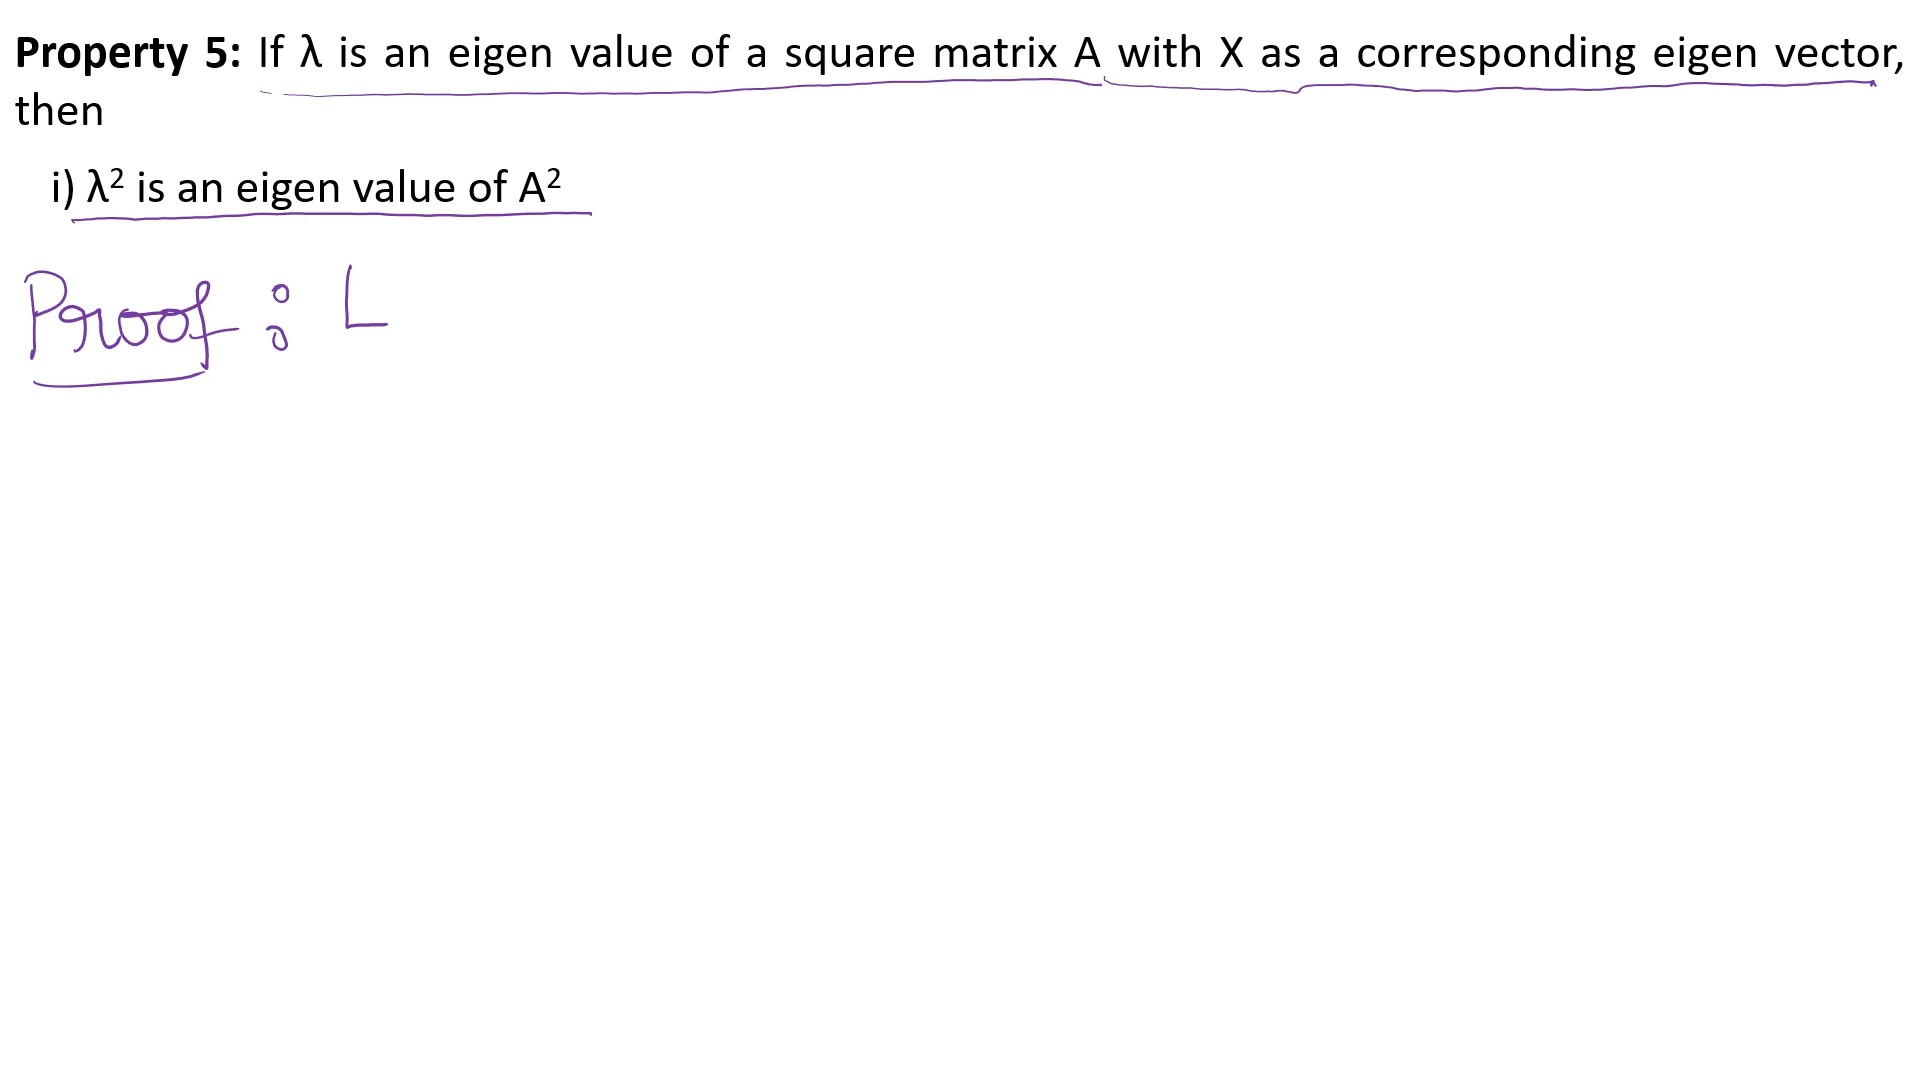 Property 5: If λ is an eigen value of a square matrix A with X as a corresponding eigen vector,
then
i) λ² is an eigen value of A²
Proof : L